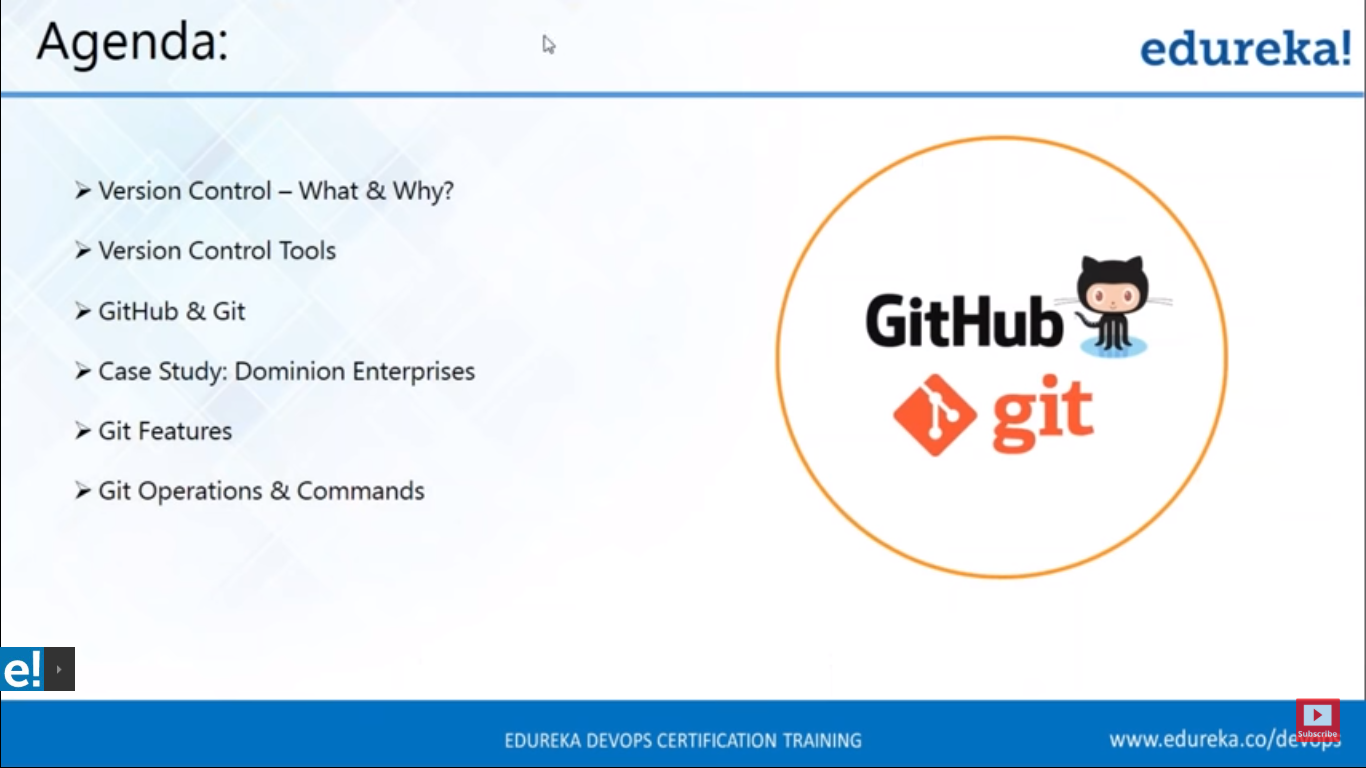 Agenda:
edureka!
➢ Version Control – What & Why?
➢ Version Control Tools
➢ GitHub & Git
➢ Case Study: Dominion Enterprises
➢ Git Features
➢ Git Operations & Commands
GitHub
git
e!
EDUREKA DEVOPS CERTIFICATION TRAINING
www.edureka.co/devops
Subscribe